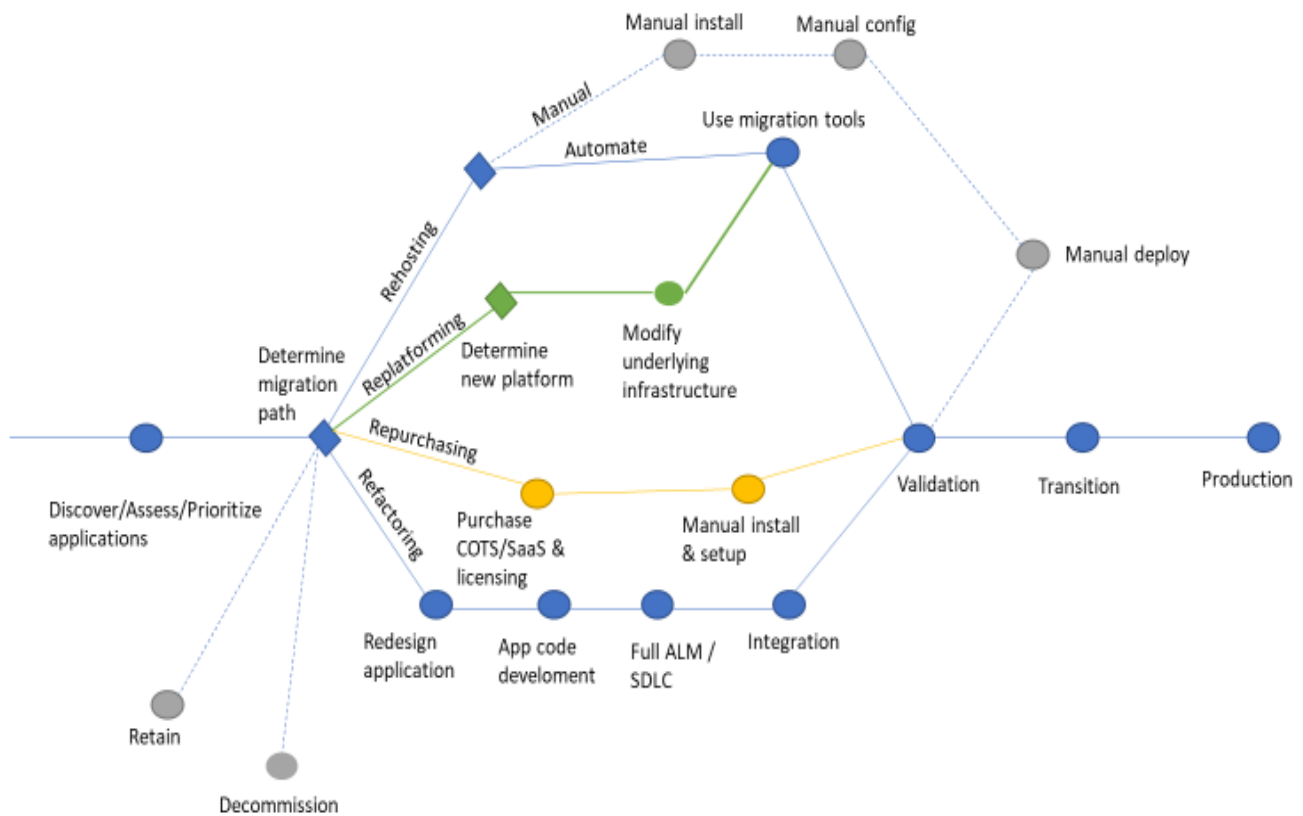 Manual install
Manual config
Manual
Use migration tools
Automate
Manual deploy
Rehosting
Replatforming
Determine
migration
path
Determine
new platform
Modify
underlying
infrastructure
Repurchasing
Refactoring
Discover/Assess/Prioritize
applications
Purchase
COTS/SaaS &
licensing
Manual install
& setup
Validation
Transition
Production
Redesign
application
App code
develoment
Full ALM /
SDLC
Integration
Retain
Decommission